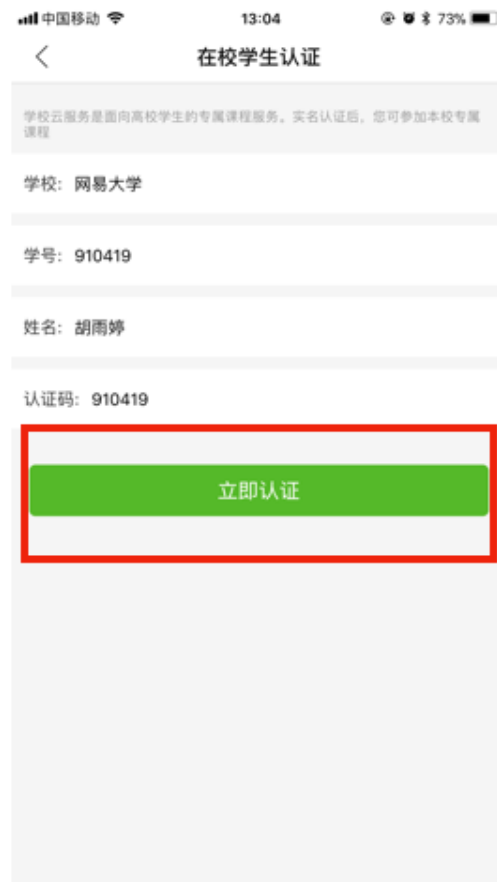 中国移动 13:04 73%
在校学生认证
学校云服务是面向高校学生的专属课程服务。实名认证后，您可参加本校专属
课程
学校: 网易大学
学号: 910419
姓名: 胡雨婷
认证码: 910419
立即认证